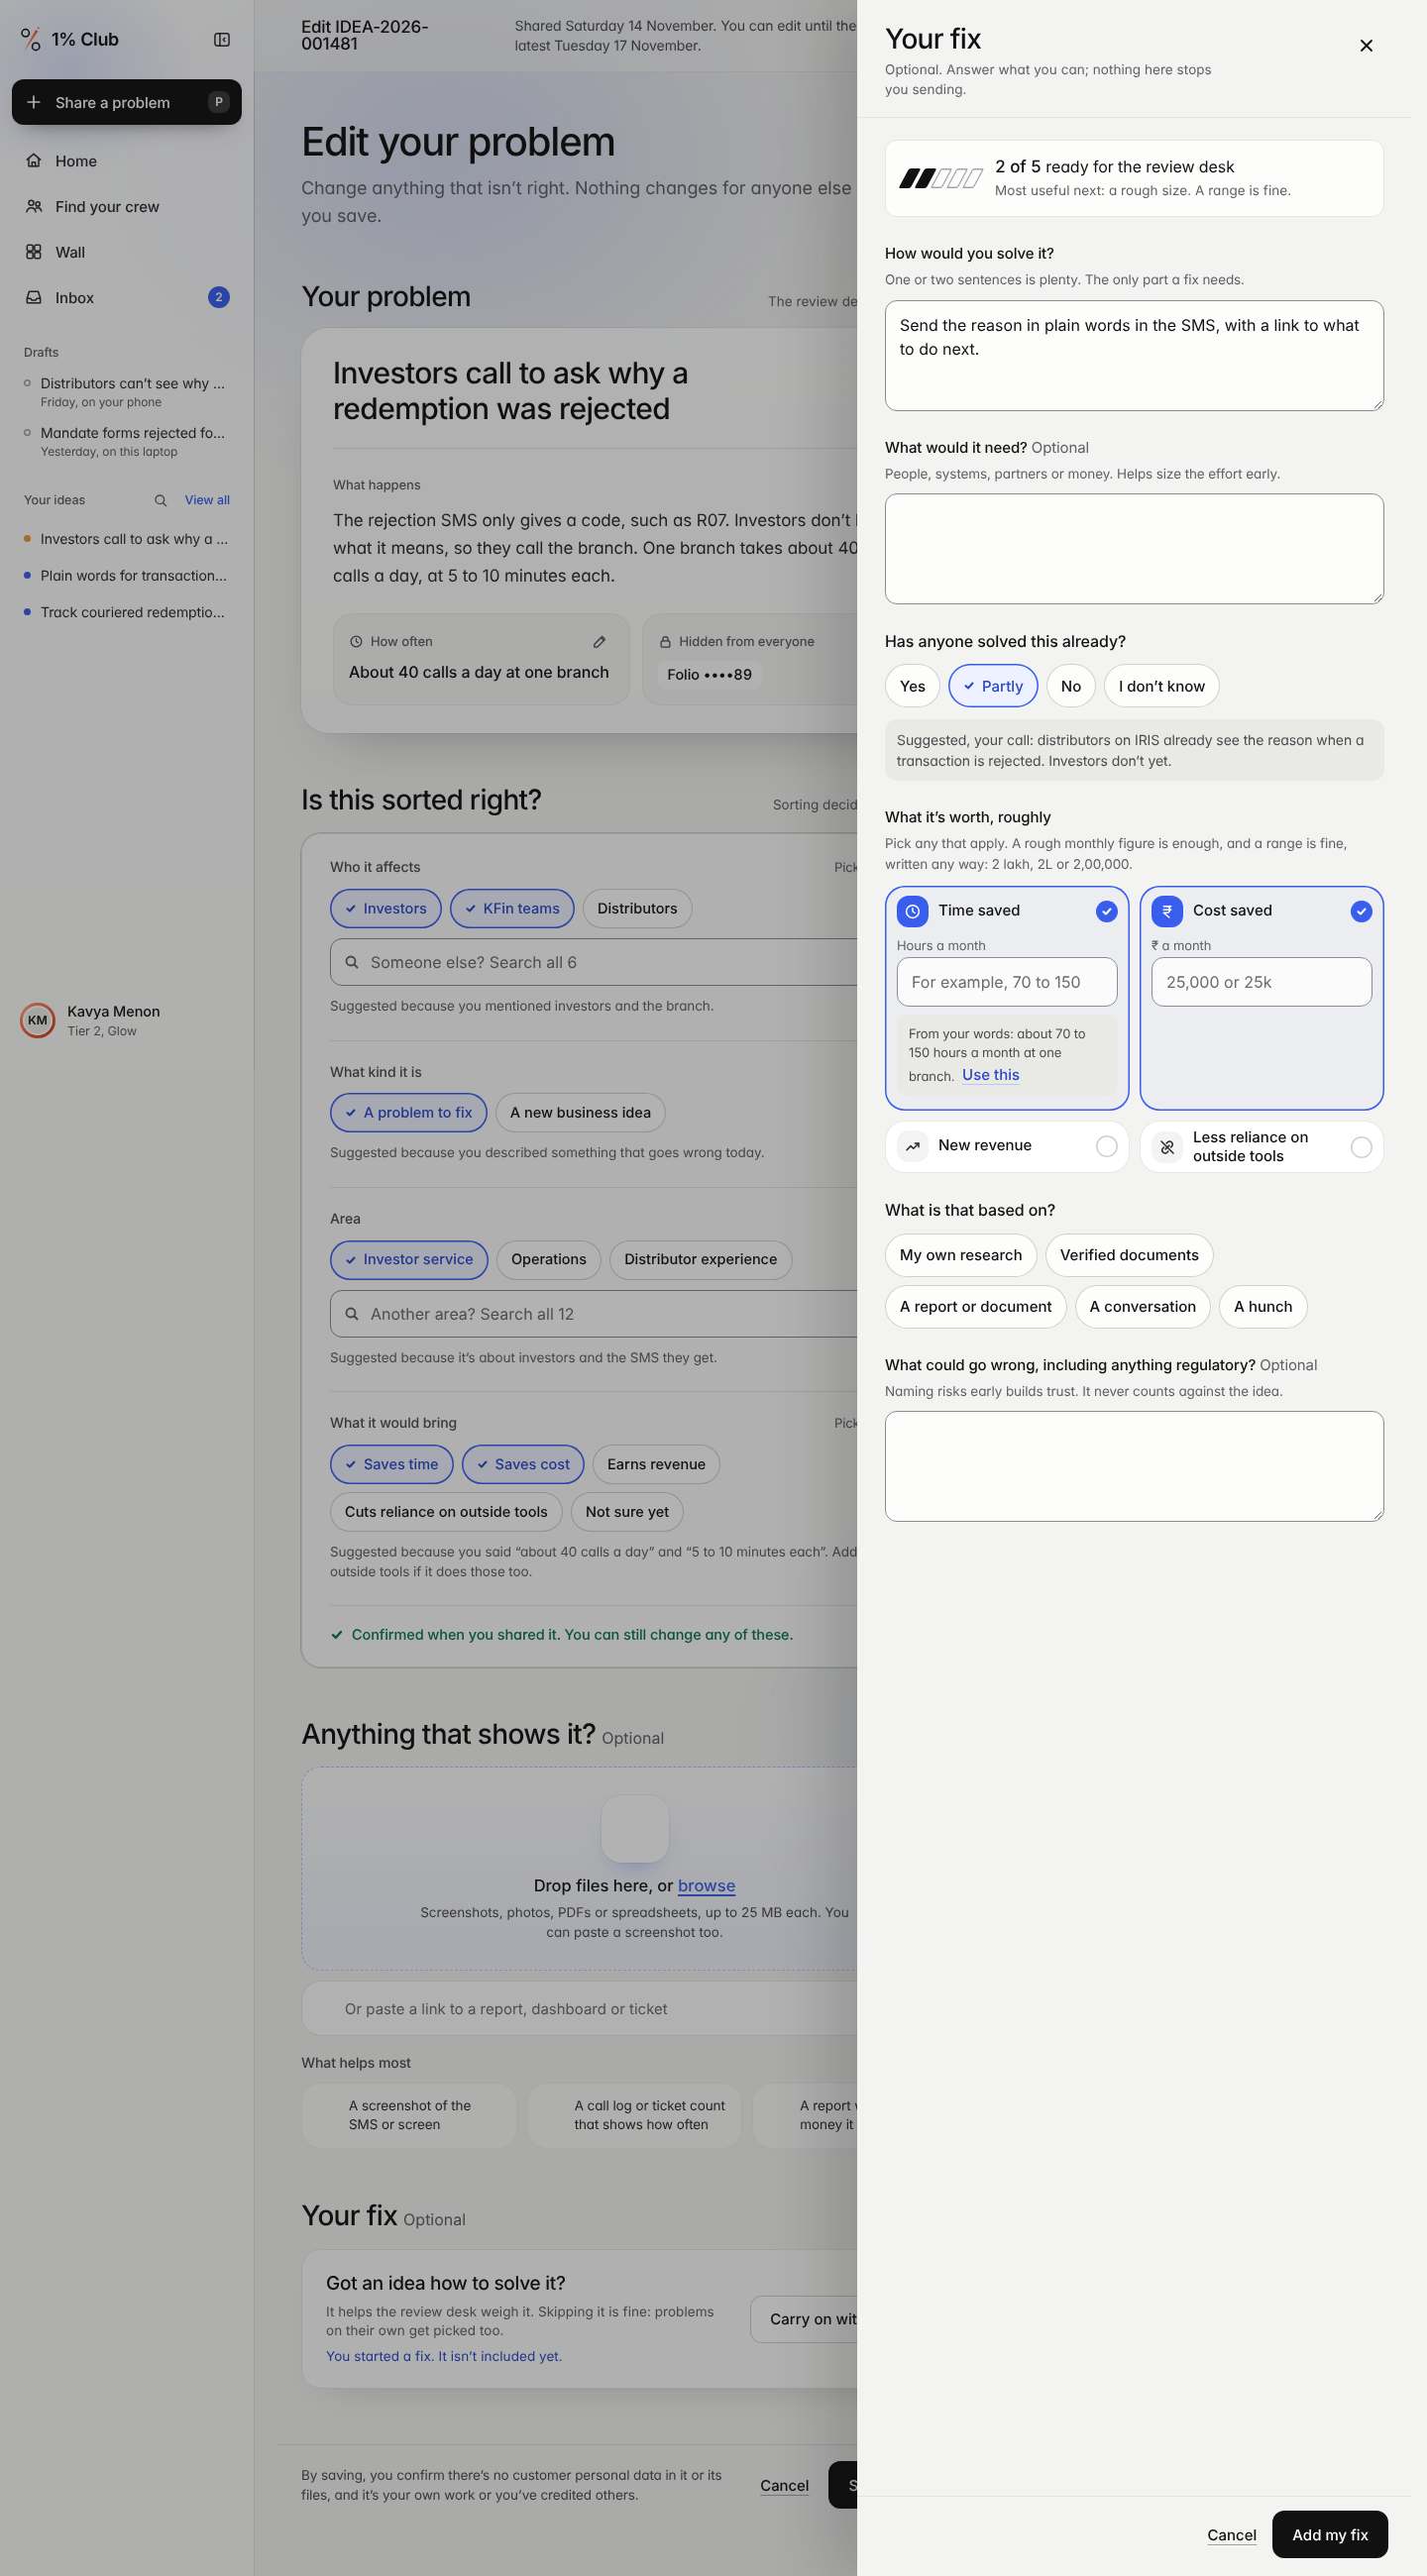 1% Club
Share a problem
P
Home
Find your crew
Wall
Inbox
2
Drafts
Distributors can’t see why ...
Friday, on your phone
Mandate forms rejected fo...
Yesterday, on this laptop
Your ideas
View all
Investors call to ask why a ...
Plain words for transaction...
Track couriered redemptio...
KM
Kavya Menon
Tier 2, Glow
Edit IDEA-2026-
001481
Shared Saturday 14 November. You can edit until the
latest Tuesday 17 November.
Edit your problem
Change anything that isn’t right. Nothing changes for anyone else
you save.
Your problem
The review de
Investors call to ask why a
redemption was rejected
What happens
The rejection SMS only gives a code, such as R07. Investors don’t
what it means, so they call the branch. One branch takes about 40
calls a day, at 5 to 10 minutes each.
How often
About 40 calls a day at one branch
Hidden from everyone
Folio ••••89
Is this sorted right?
Sorting decid
Who it affects
Pick
Investors
KFin teams
Distributors
Someone else? Search all 6
Suggested because you mentioned investors and the branch.
What kind it is
A problem to fix
A new business idea
Suggested because you described something that goes wrong today.
Area
Investor service
Operations
Distributor experience
Another area? Search all 12
Suggested because it’s about investors and the SMS they get.
What it would bring
Pick
Saves time
Saves cost
Earns revenue
Cuts reliance on outside tools
Not sure yet
Suggested because you said “about 40 calls a day” and “5 to 10 minutes each”. Add
outside tools if it does those too.
Confirmed when you shared it. You can still change any of these.
Anything that shows it? Optional
Drop files here, or browse
Screenshots, photos, PDFs or spreadsheets, up to 25 MB each. You
can paste a screenshot too.
Or paste a link to a report, dashboard or ticket
What helps most
A screenshot of the
SMS or screen
A call log or ticket count
that shows how often
A report
money it
Your fix Optional
Got an idea how to solve it?
It helps the review desk weigh it. Skipping it is fine: problems
on their own get picked too.
You started a fix. It isn’t included yet.
Carry on wit
By saving, you confirm there’s no customer personal data in it or its
files, and it’s your own work or you’ve credited others.
Cancel
S
Your fix
Optional. Answer what you can; nothing here stops
you sending.
2 of 5 ready for the review desk
Most useful next: a rough size. A range is fine.
How would you solve it?
One or two sentences is plenty. The only part a fix needs.
Send the reason in plain words in the SMS, with a link to what
to do next.
What would it need? Optional
People, systems, partners or money. Helps size the effort early.
Has anyone solved this already?
Yes
Partly
No
I don’t know
Suggested, your call: distributors on IRIS already see the reason when a
transaction is rejected. Investors don’t yet.
What it’s worth, roughly
Pick any that apply. A rough monthly figure is enough, and a range is fine,
written any way: 2 lakh, 2L or 2,00,000.
Time saved
Hours a month
For example, 70 to 150
From your words: about 70 to
150 hours a month at one
branch. Use this
₹
Cost saved
₹ a month
25,000 or 25k
New revenue
Less reliance on
outside tools
What is that based on?
My own research
Verified documents
A report or document
A conversation
A hunch
What could go wrong, including anything regulatory? Optional
Naming risks early builds trust. It never counts against the idea.
Cancel
Add my fix